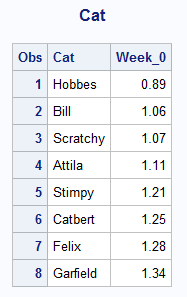 Cat
Obs Cat Week_0
1 Hobbes 0.89
2 Bill 1.06
3 Scratchy 1.07
4 Attila 1.11
5 Stimpy 1.21
6 Catbert 1.25
7 Felix 1.28
8 Garfield 1.34